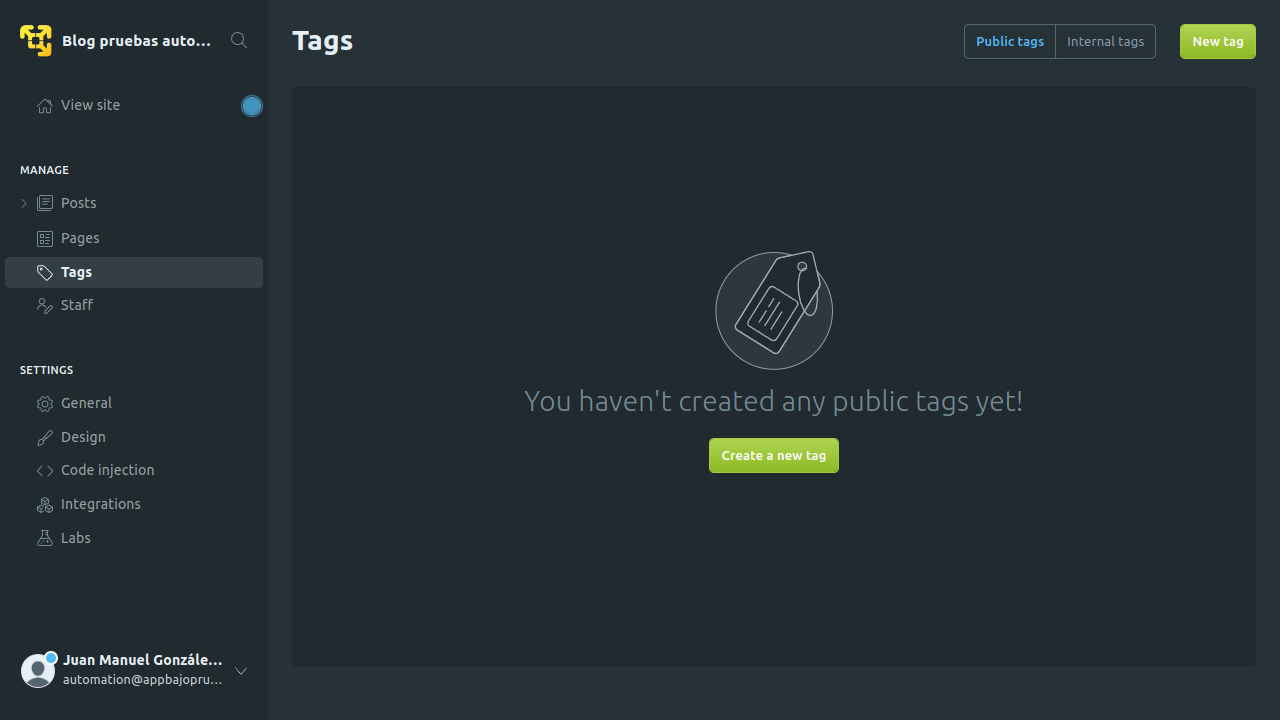 Blog pruebas auto...
View site
MANAGE
Posts
Pages
Tags
Staff
SETTINGS
General
Design
Code injection
Integrations
Labs
Juan Manuel Gonzále...
automation@appbajopru...
Tags
Public tags
Internal tags
New tag
You haven't created any public tags yet!
Create a new tag